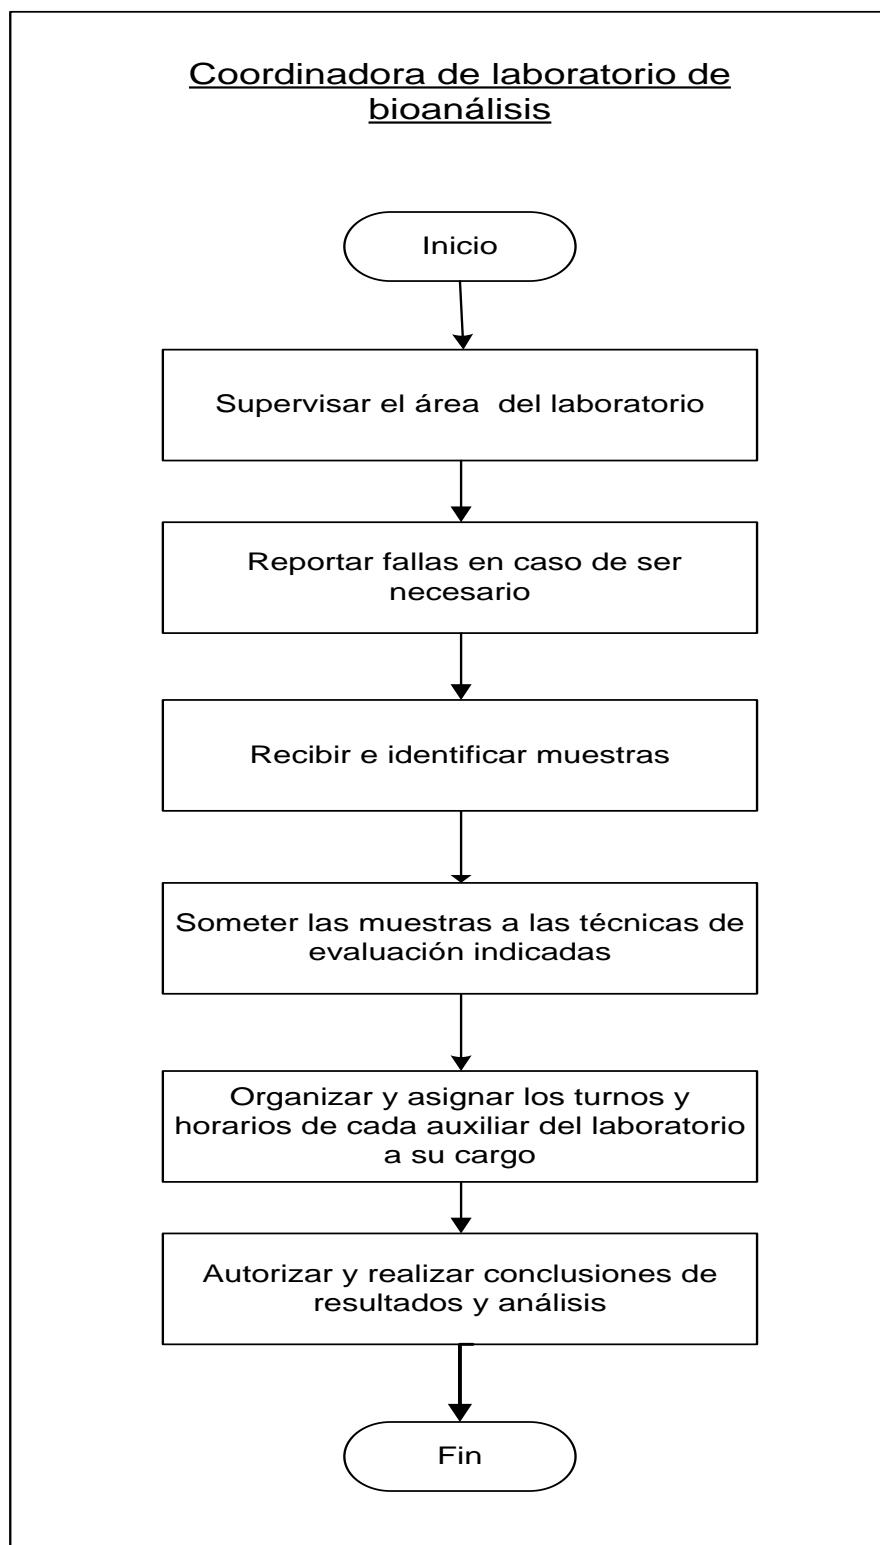 Coordinadora de laboratorio de
bioanálisis
Inicio
Supervisar el área  del laboratorio
Reportar fallas en caso de ser
necesario
Recibir e identificar muestras
Someter las muestras a las técnicas de
evaluación indicadas
Organizar y asignar los turnos y
horarios de cada auxiliar del laboratorio
a su cargo
Autorizar y realizar conclusiones de
resultados y análisis
Fin